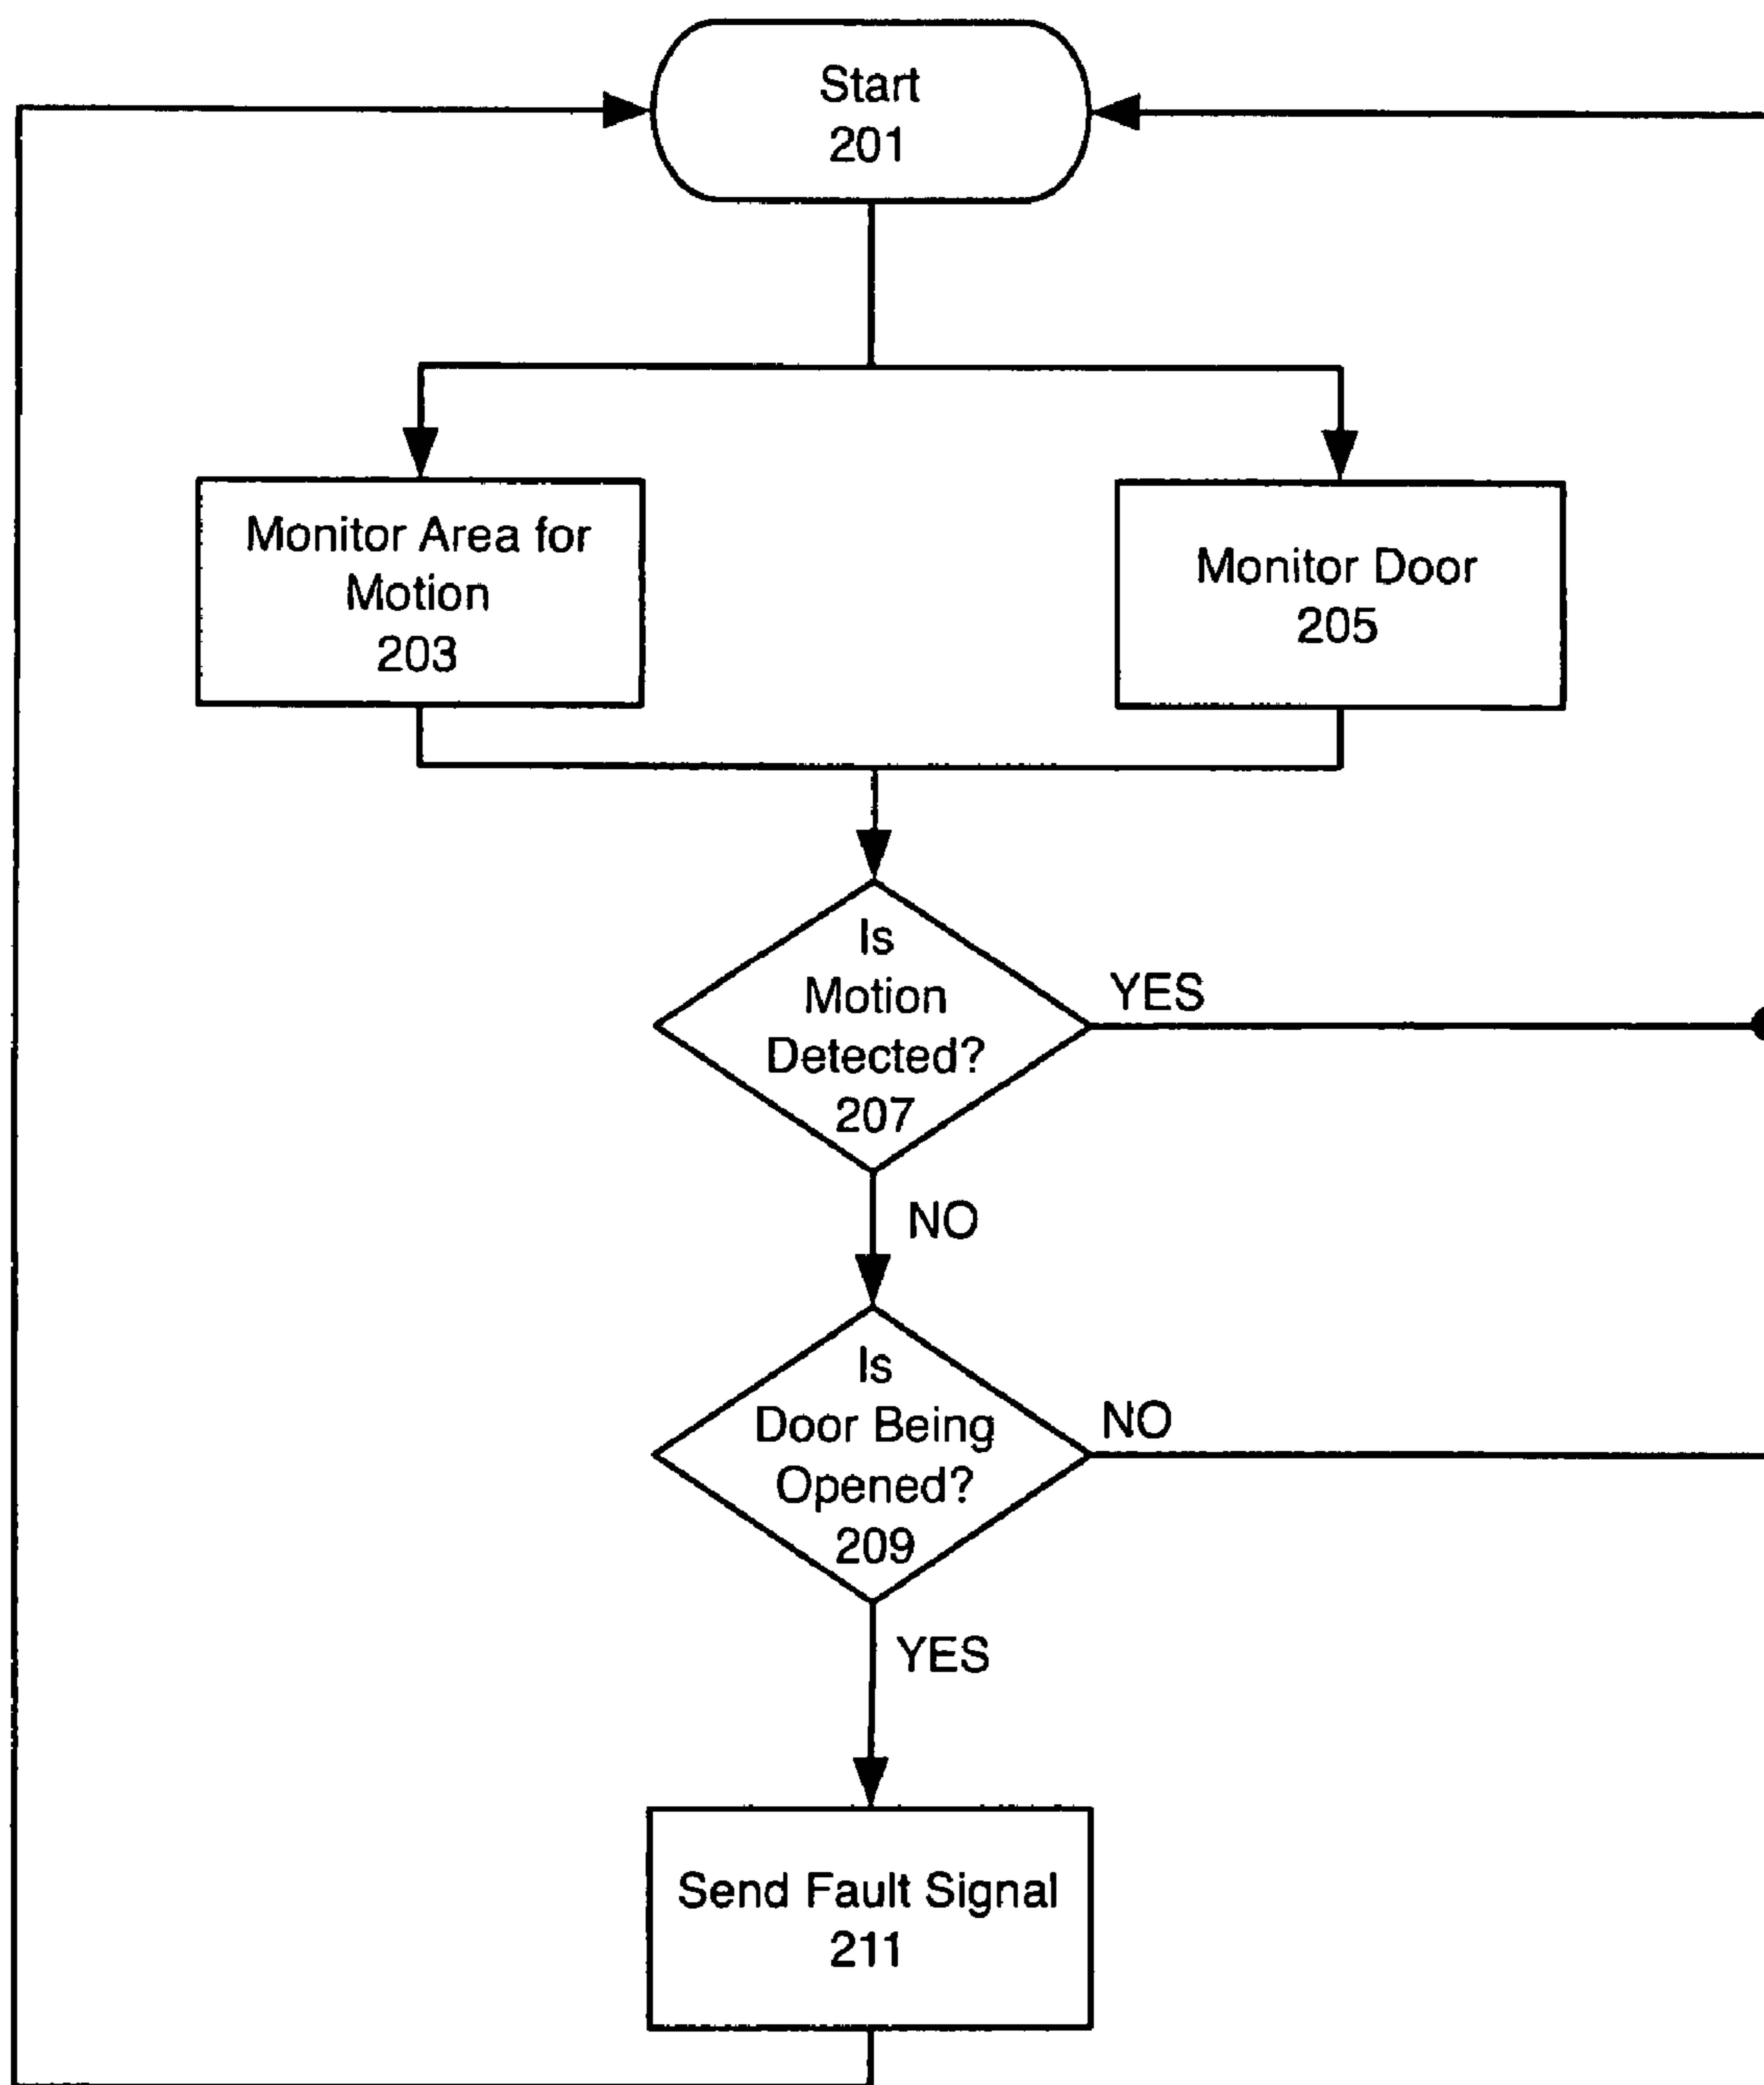 Start
201
Monitor Area for
Motion
203
Monitor Door
205
Is
Motion
Detected?
207
YES
NO
Is
Door Being
Opened?
209
NO
YES
Send Fault Signal
211